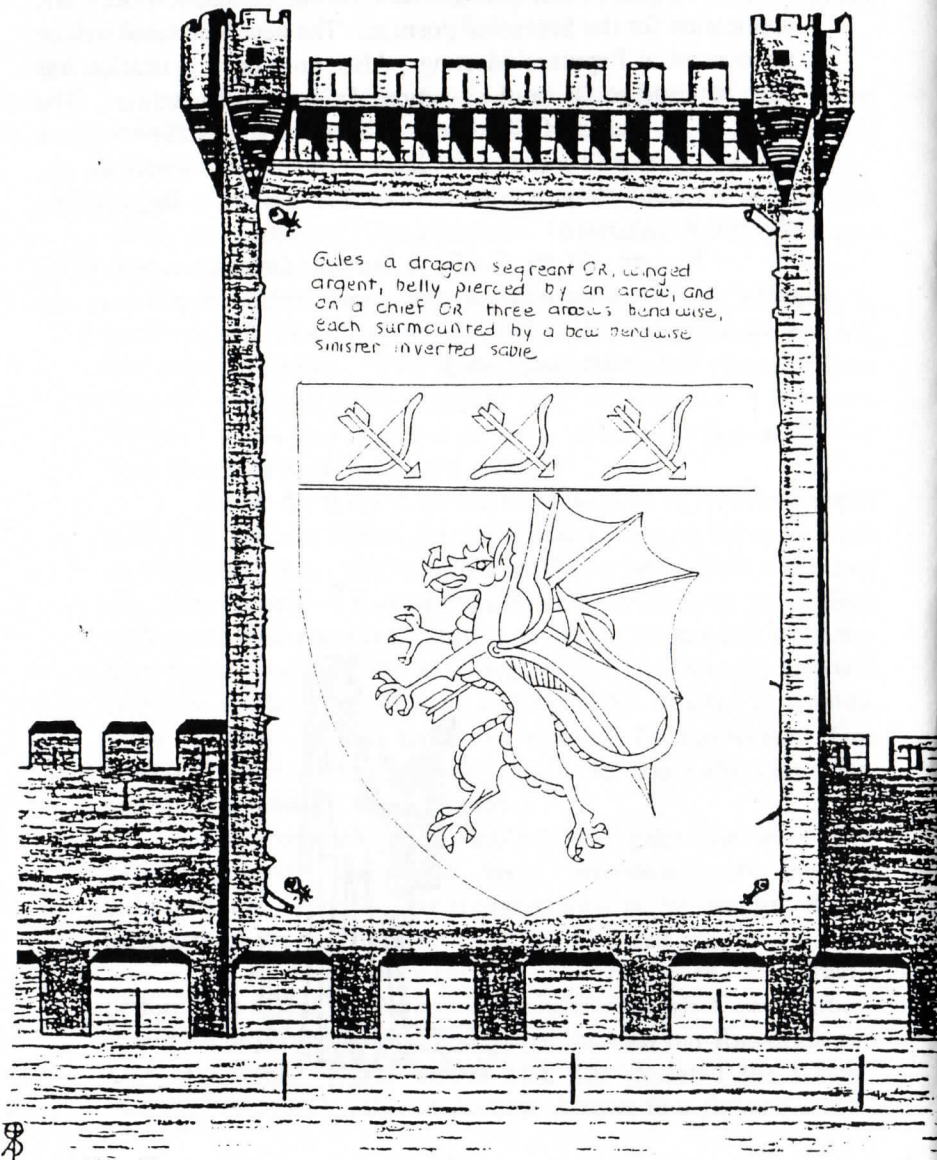 Gules a dragon segreant OR, winged
argent, belly pierced by an arrow, and
on a chief OR three arrows bendwise,
each surmounted by a bow bendwise
sinister inverted sable